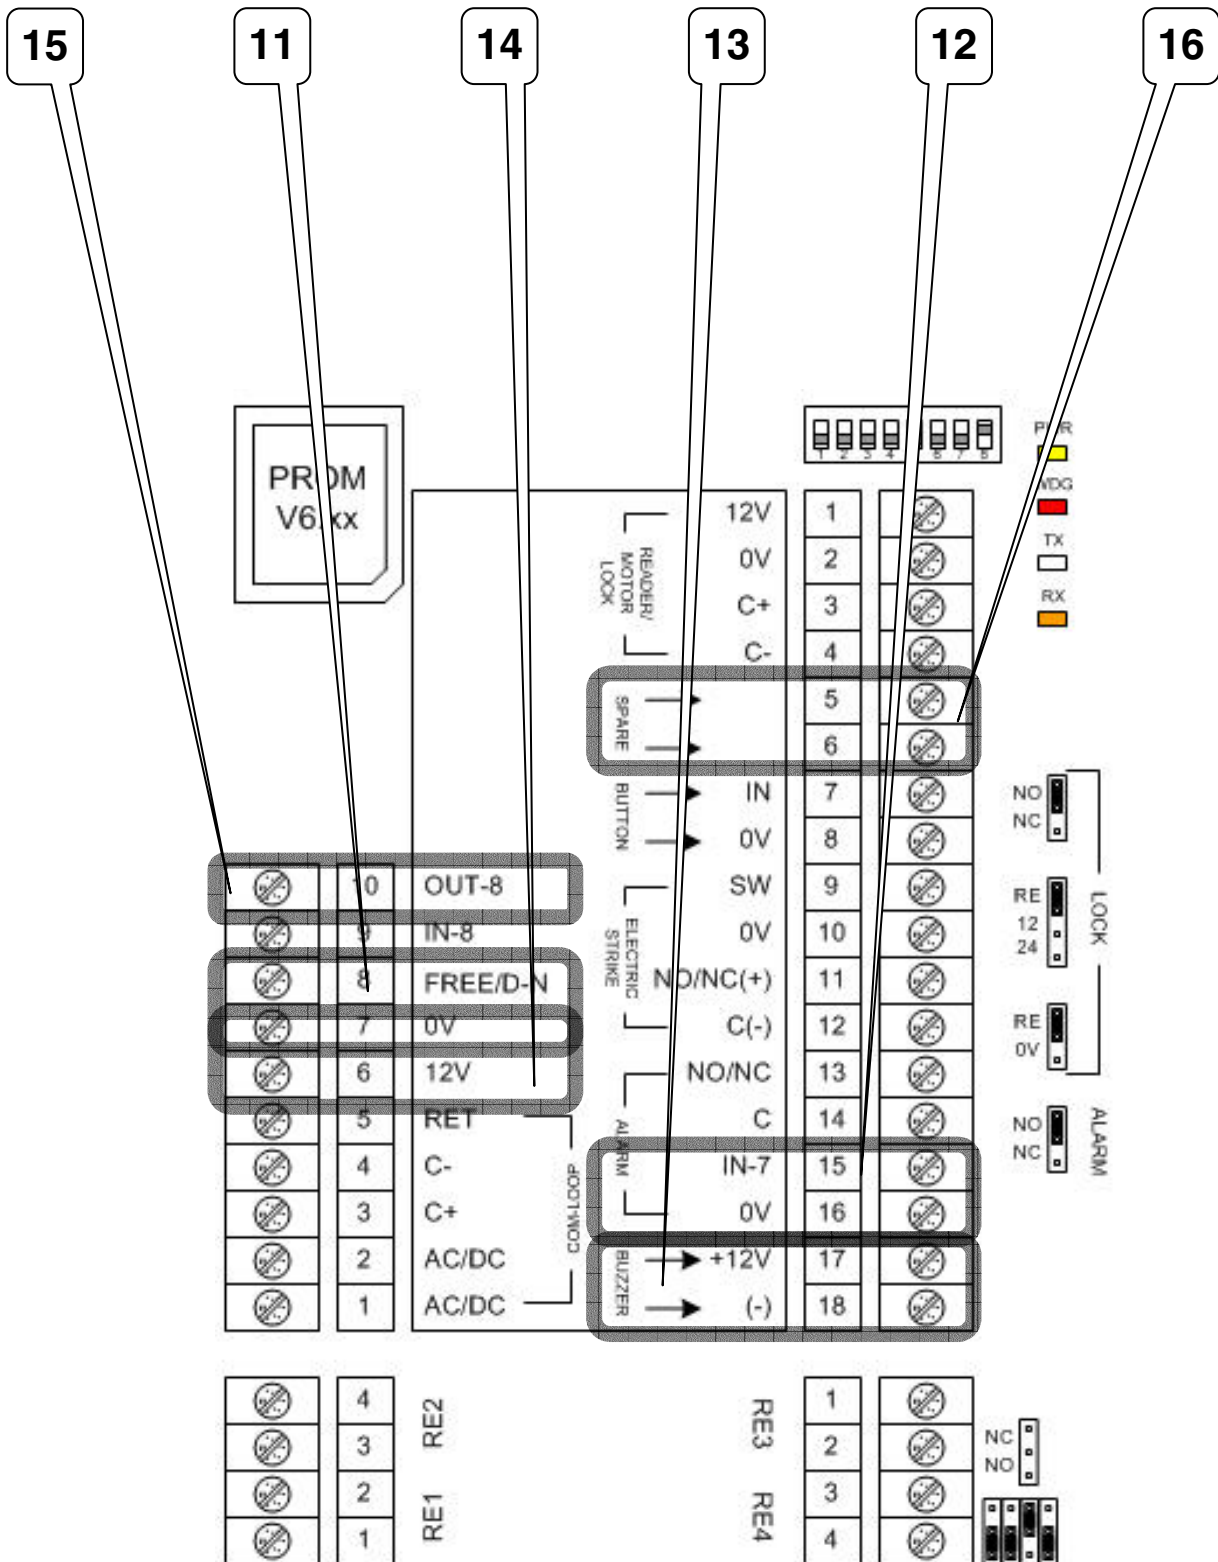 15 11 14 13 12 16
PROM
V6.xx
1 2 3 4 6 7 8
TX
RX
READER/
MOTOR
LOCK
12V 1
0V 2
C+ 3
C- 4
SPARE
5
6
BUTTON
IN 7
0V 8
ELECTRIC
STRIKE
SW 9
0V 10
NO/NC(+) 11
C(-) 12
ALARM
NO/NC 13
C 14
IN-7 15
0V 16
BUZZER
+12V 17
(-) 18
10 OUT-8
9 IN-8
8 FREE/D-N
7 0V
6 12V
5 RET
4 C-
3 C+
2 AC/DC
1 AC/DC
COM-LOOP
NO
NC
RE
12
24
RE
0V
LOCK
NO
NC
ALARM
4
3
RE2
2
1
RE1
RE3
1
2
RE4
3
4
NC
NO